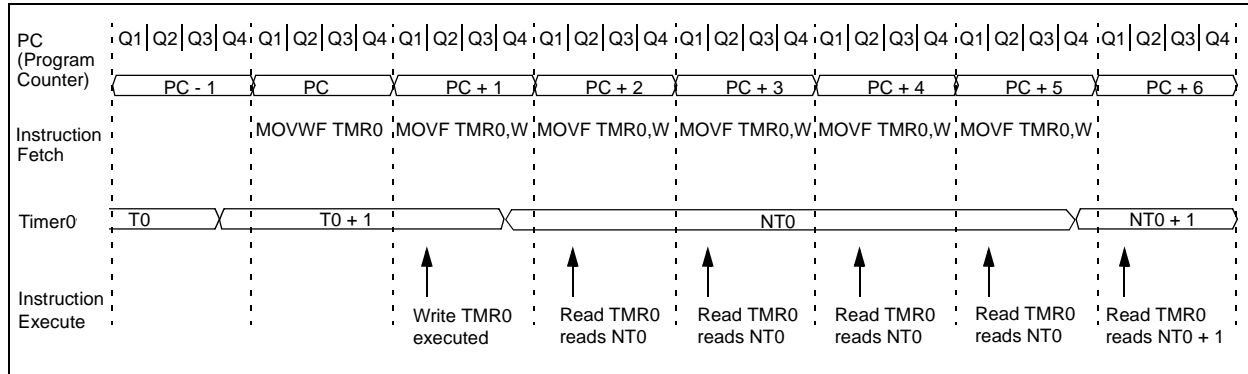 PC
(Program
Counter)
Q1 Q2 Q3 Q4 Q1 Q2 Q3 Q4 Q1 Q2 Q3 Q4 Q1 Q2 Q3 Q4 Q1 Q2 Q3 Q4 Q1 Q2 Q3 Q4 Q1 Q2 Q3 Q4 Q1 Q2 Q3 Q4
PC - 1 PC PC + 1 PC + 2 PC + 3 PC + 4 PC + 5 PC + 6
Instruction
Fetch
MOVWF TMR0 MOVF TMR0,W MOVF TMR0,W MOVF TMR0,W MOVF TMR0,W MOVF TMR0,W
Timer0
T0 T0 + 1 NT0 NT0 + 1
Instruction
Execute
Write TMR0
executed
Read TMR0
reads NT0
Read TMR0
reads NT0
Read TMR0
reads NT0
Read TMR0
reads NT0
Read TMR0
reads NT0 + 1